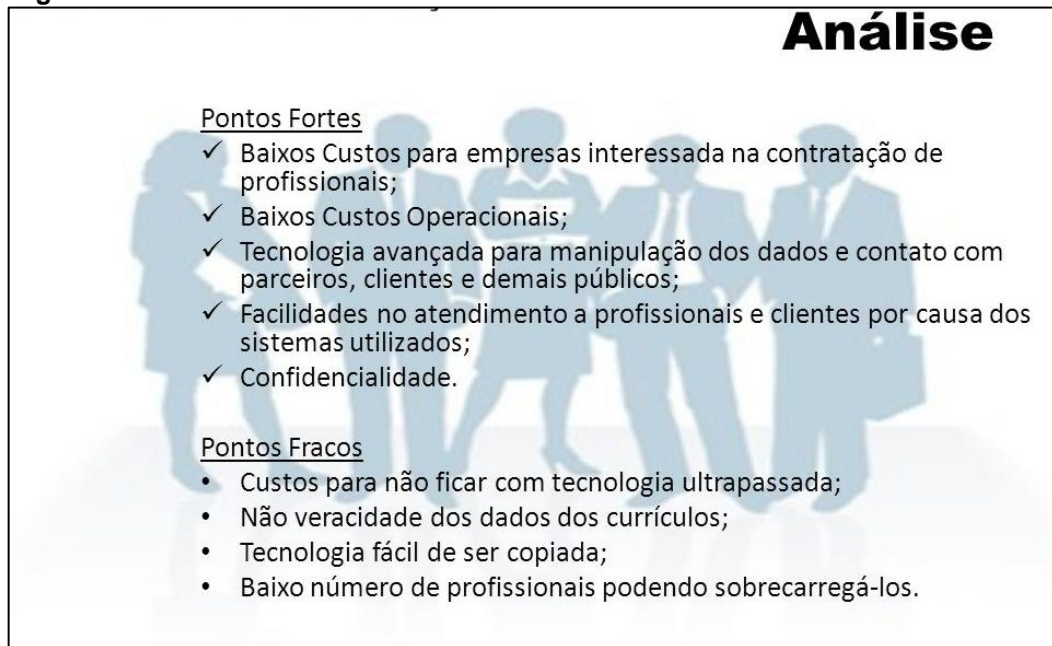 Análise
Pontos Fortes
✓ Baixos Custos para empresas interessada na contratação de
profissionais;
✓ Baixos Custos Operacionais;
✓ Tecnologia avançada para manipulação dos dados e contato com
parceiros, clientes e demais públicos;
✓ Facilidades no atendimento a profissionais e clientes por causa dos
sistemas utilizados;
✓ Confidencialidade.
Pontos Fracos
• Custos para não ficar com tecnologia ultrapassada;
• Não veracidade dos dados dos currículos;
• Tecnologia fácil de ser copiada;
• Baixo número de profissionais podendo sobrecarregá-los.